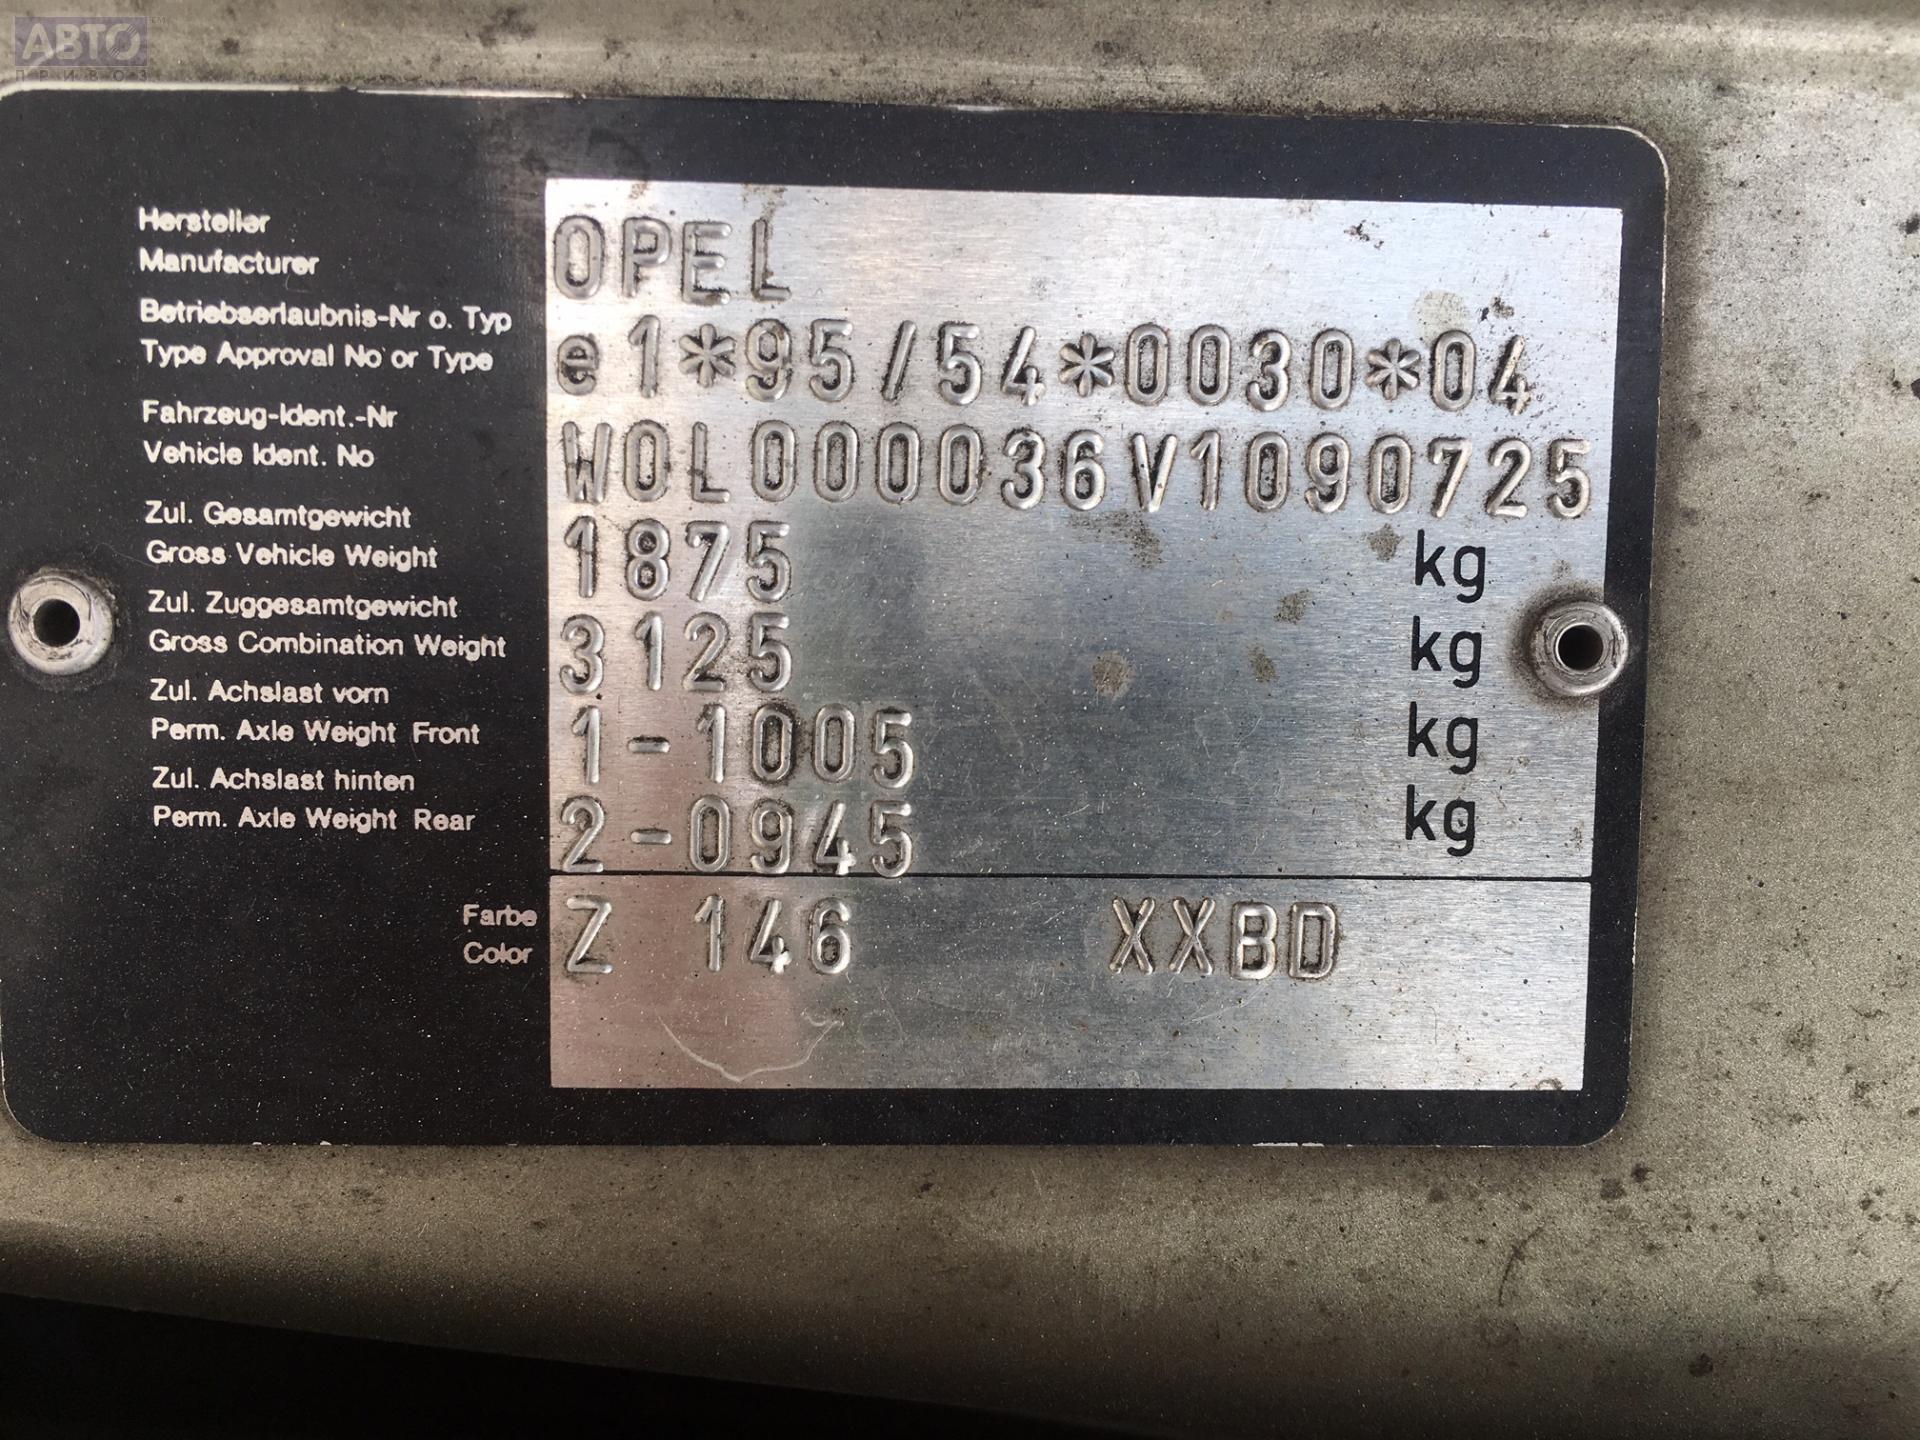 АВТО
ПРИВОЗ
Hersteller
Manufacturer
OPEL
Betriebserlaubnis-Nr o. Typ
Type Approval No or Type
e1*95/54*0030*04
Fahrzeug-Ident.-Nr
Vehicle Ident. No
W0L000036V1090725
Zul. Gesamtgewicht
Gross Vehicle Weight
1875 kg
Zul. Zuggesamtgewicht
Gross Combination Weight
3125 kg
Zul. Achslast vorn
Perm. Axle Weight Front
1-1005 kg
Zul. Achslast hinten
Perm. Axle Weight Rear
2-0945 kg
Farbe
Color
Z 146 XXBD